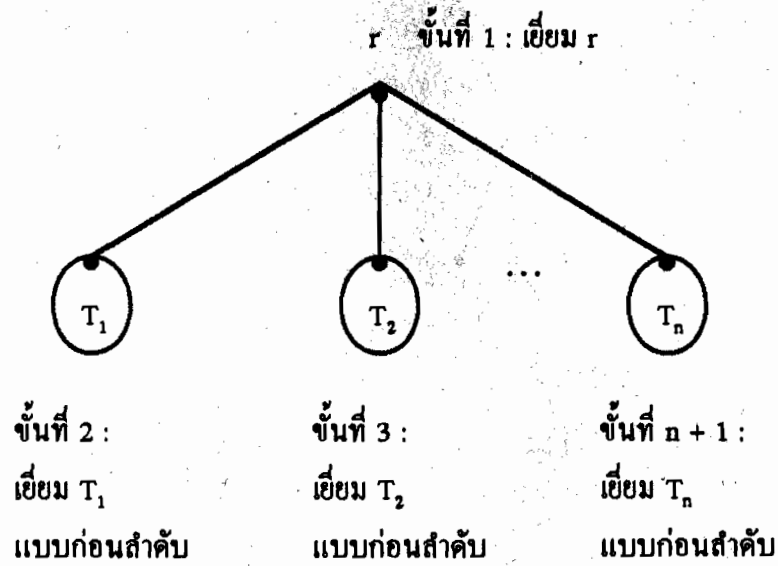 r ขั้นที่ 1 : เยี่ยม r
...
T₁ T₂ Tₙ
ขั้นที่ 2 : ขั้นที่ 3 : ขั้นที่ n + 1 :
เยี่ยม T₁ เยี่ยม T₂ เยี่ยม Tₙ
แบบก่อนลำดับ แบบก่อนลำดับ แบบก่อนลำดับ